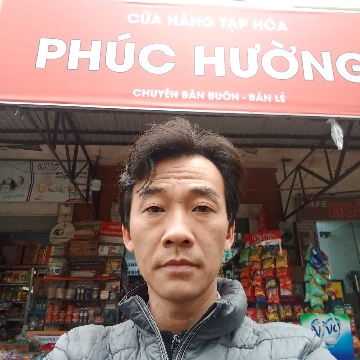 CỬA HÀNG TẠP HÓA
PHÚC HƯỜNG
CHUYÊN BÁN BUÔN - BÁN LẺ